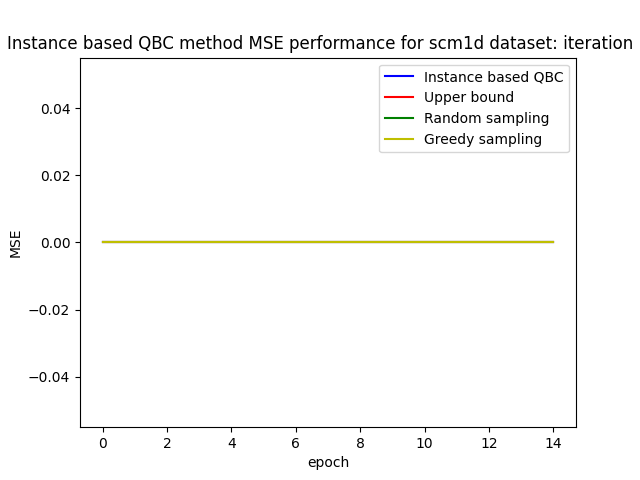 Instance based QBC method MSE performance for scm1d dataset: iteration
Instance based QBC
Upper bound
Random sampling
Greedy sampling
0.04
0.02
0.00
−0.02
−0.04
MSE
0 2 4 6 8 10 12 14
epoch